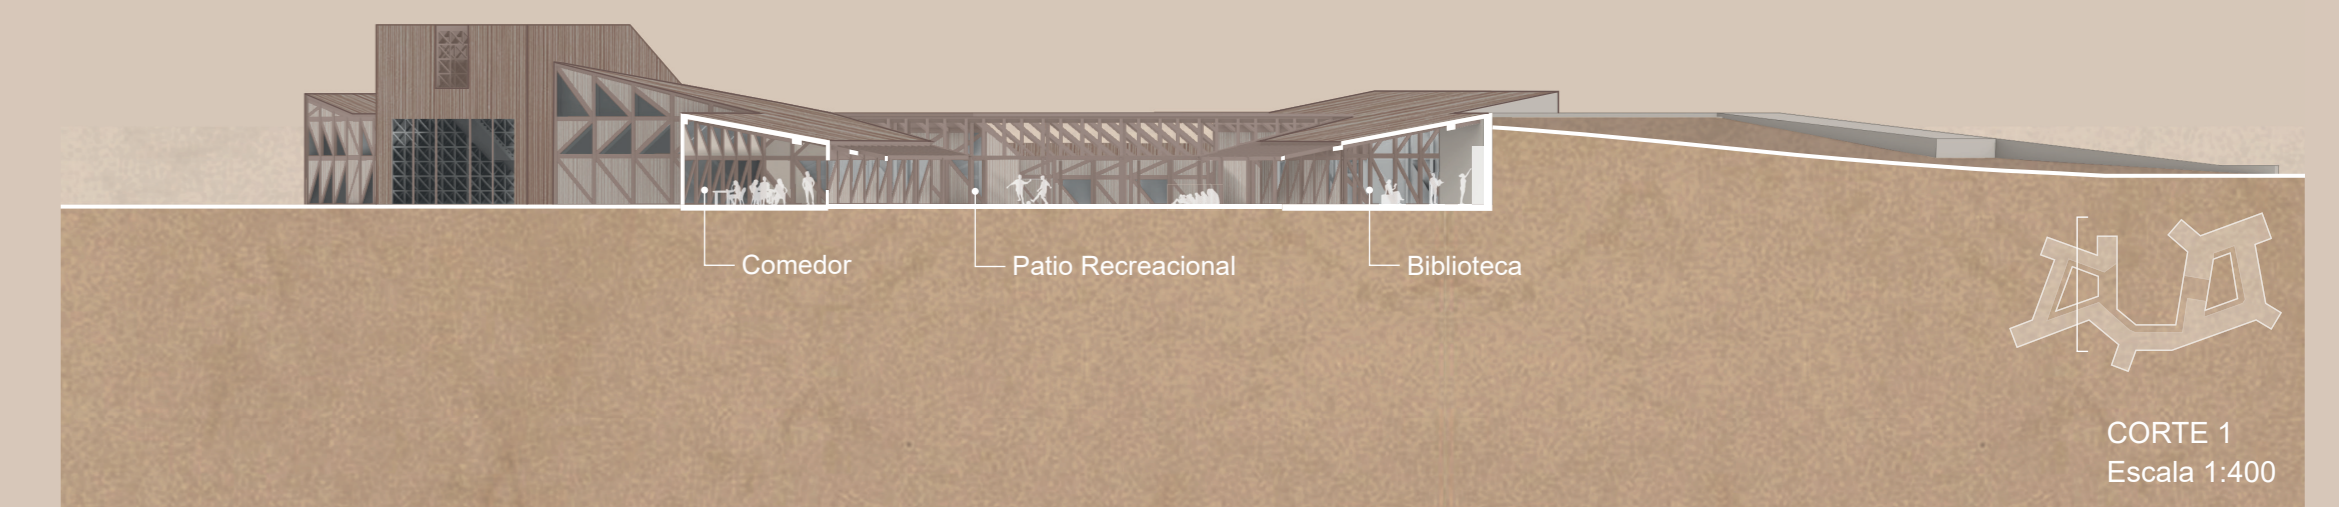 Comedor
Patio Recreacional
Biblioteca
CORTE 1
Escala 1:400